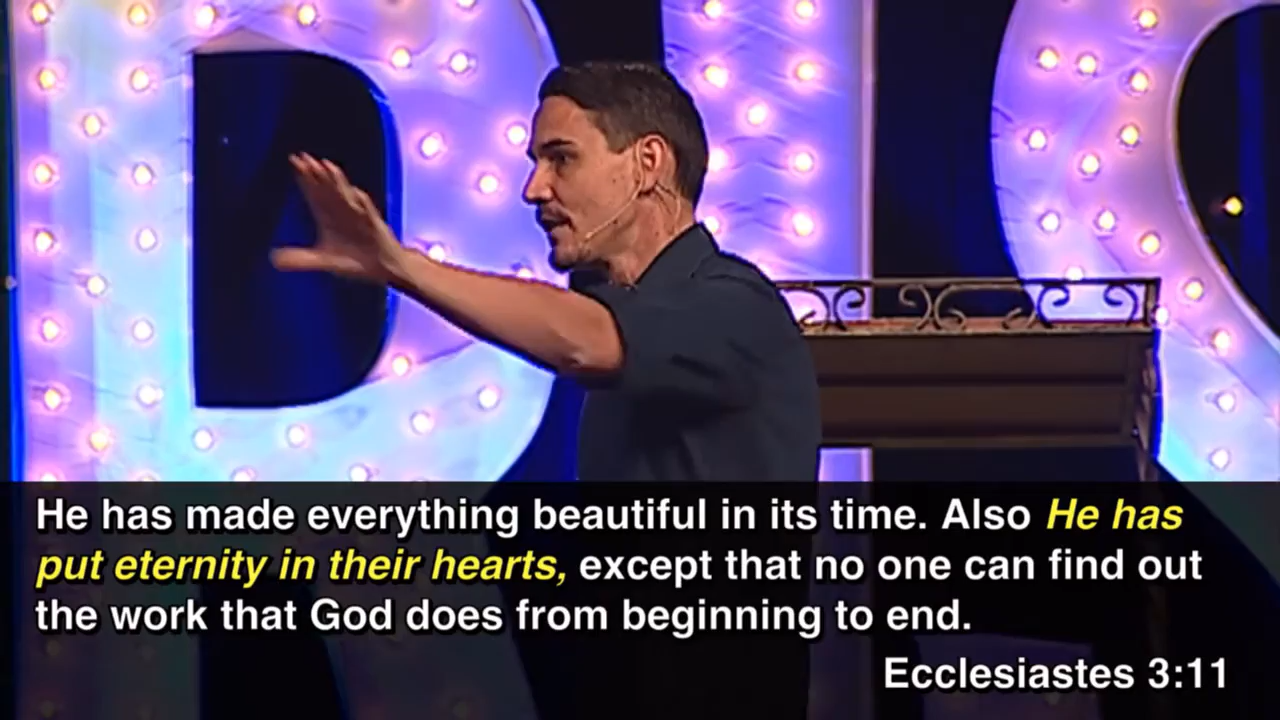 He has made everything beautiful in its time. Also He has
put eternity in their hearts, except that no one can find out
the work that God does from beginning to end.
Ecclesiastes 3:11